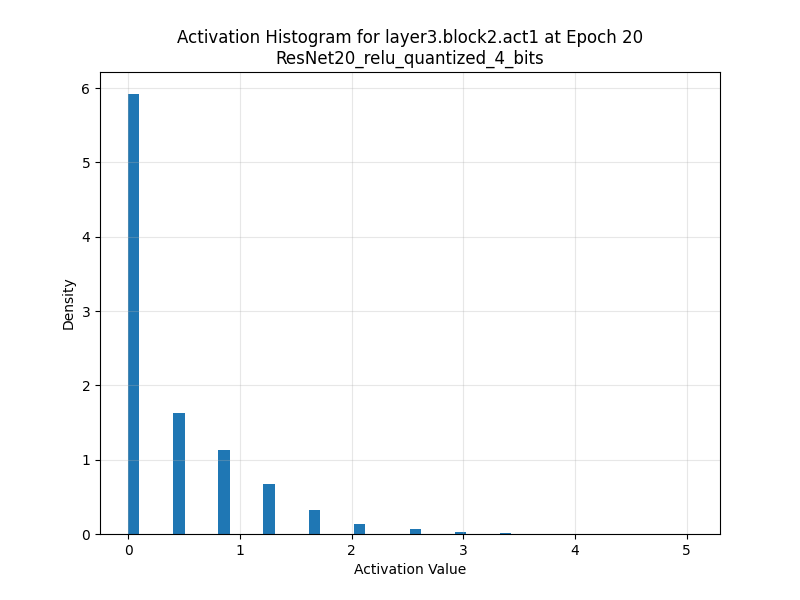 Activation Histogram for layer3.block2.act1 at Epoch 20
ResNet20_relu_quantized_4_bits
6
5
4
3
2
1
0
Density
0 1 2 3 4 5
Activation Value